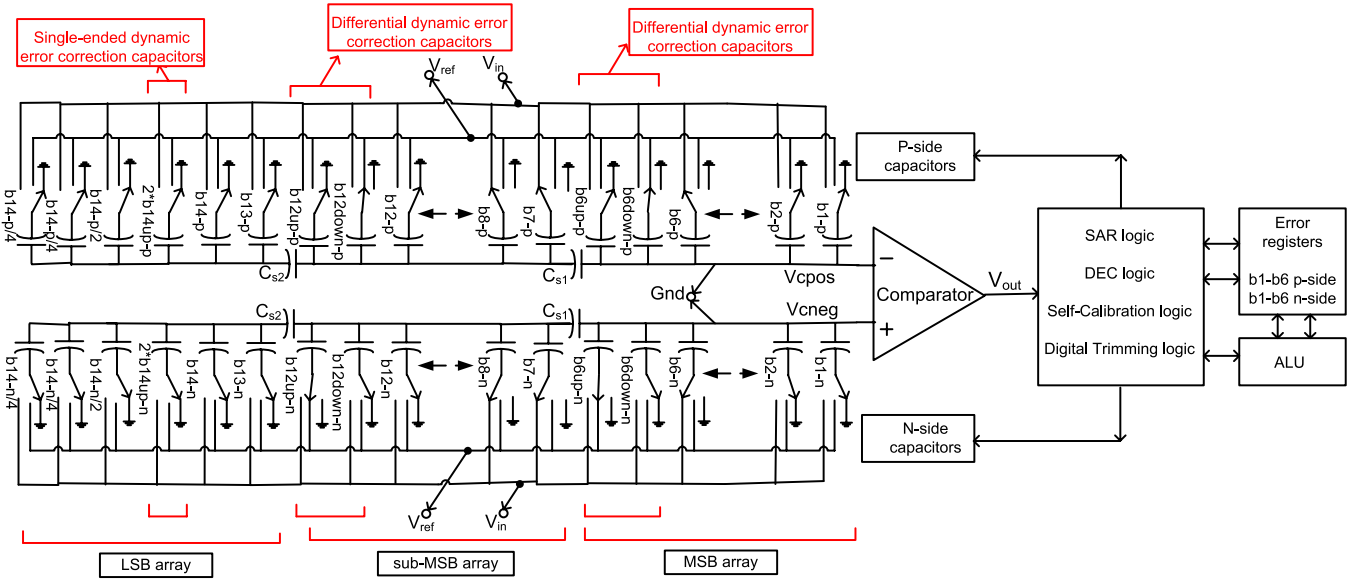 Single-ended dynamic
error correction capacitors
Differential dynamic error
correction capacitors
Differential dynamic error
correction capacitors
Vref
Vin
b14-p/4
b14-p/4
b14-p/2
2*b14up-p
b14-p
b13-p
b12up-p
b12down-p
b12-p
b8-p
b7-p
b6up-p
b6down-p
b6-p
b2-p
b1-p
Cs2
Cs1
Vcpos
Gnd
Vcneg
Cs2
Cs1
−
+
Comparator
Vout
P-side
capacitors
SAR logic
DEC logic
Self-Calibration logic
Digital Trimming logic
Error
registers
b1-b6 p-side
b1-b6 n-side
ALU
N-side
capacitors
b14-n/4
b14-n/4
b14-n/2
2*b14up-n
b14-n
b13-n
b12up-n
b12down-n
b12-n
b8-n
b7-n
b6up-n
b6down-n
b6-n
b2-n
b1-n
Vref
Vin
LSB array
sub-MSB array
MSB array